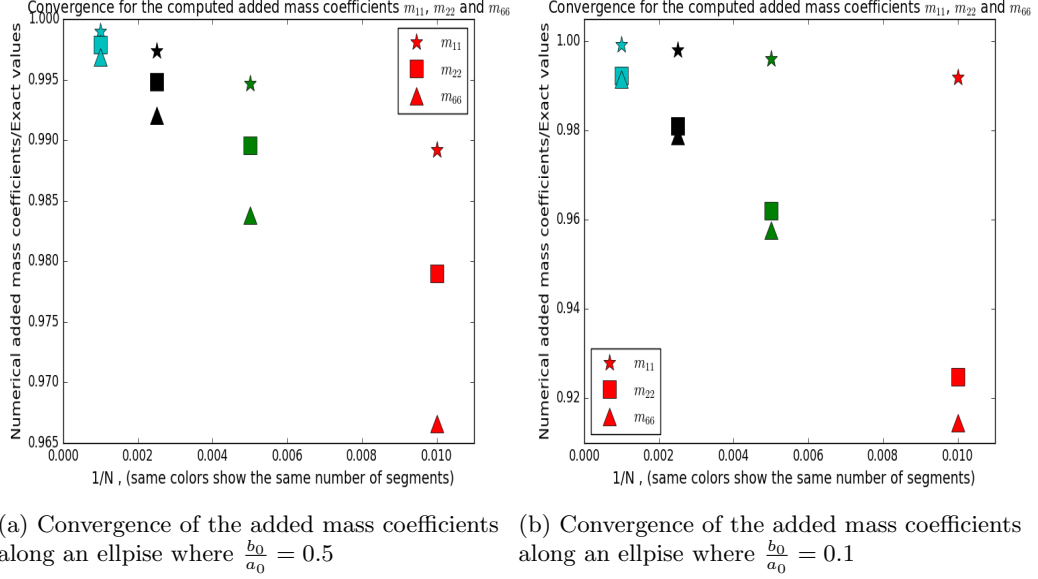 Convergence for the computed added mass coefficients m₁₁, m₂₂ and m₆₆
Numerical added mass coefficients/Exact values
1.000
0.995
0.990
0.985
0.980
0.975
0.970
0.965
m₁₁
m₂₂
m₆₆
0.000 0.002 0.004 0.006 0.008 0.010
1/N , (same colors show the same number of segments)
(a) Convergence of the added mass coefficients
along an ellpise where b₀/a₀ = 0.5
Convergence for the computed added mass coefficients m₁₁, m₂₂ and m₆₆
Numerical added mass coefficients/Exact values
1.00
0.98
0.96
0.94
0.92
m₁₁
m₂₂
m₆₆
0.000 0.002 0.004 0.006 0.008 0.010
1/N , (same colors show the same number of segments)
(b) Convergence of the added mass coefficients
along an ellpise where b₀/a₀ = 0.1